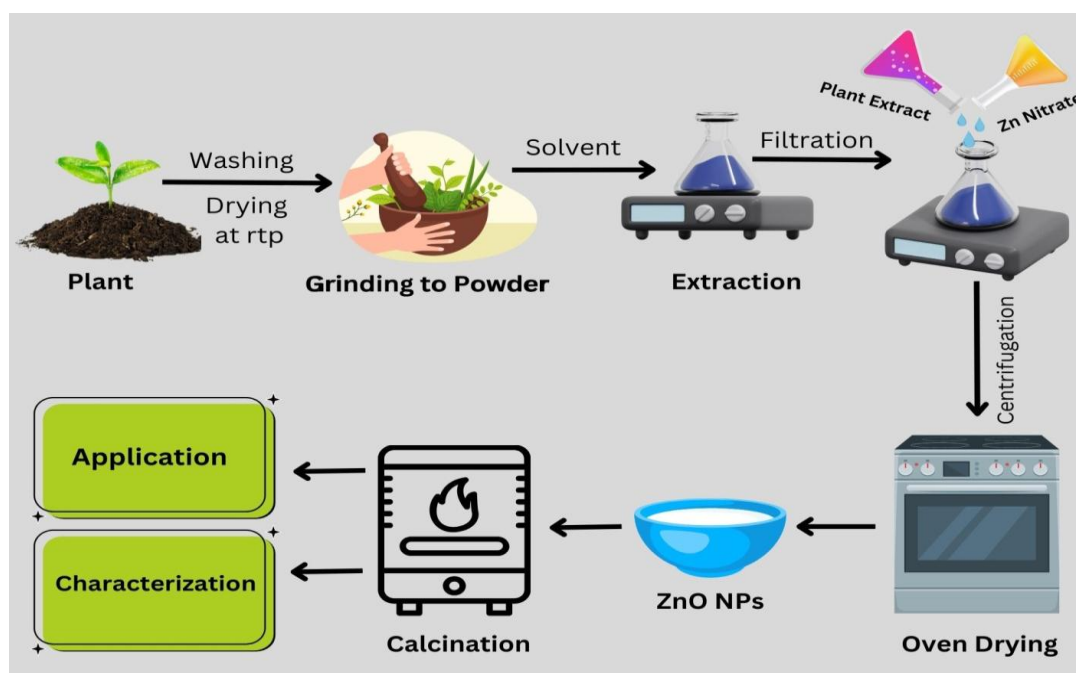 Plant
Washing
Drying
at rtp
Grinding to Powder
Solvent
Extraction
Filtration
Plant Extract
Zn Nitrate
Centrifugation
Oven Drying
ZnO NPs
Calcination
Application
Characterization